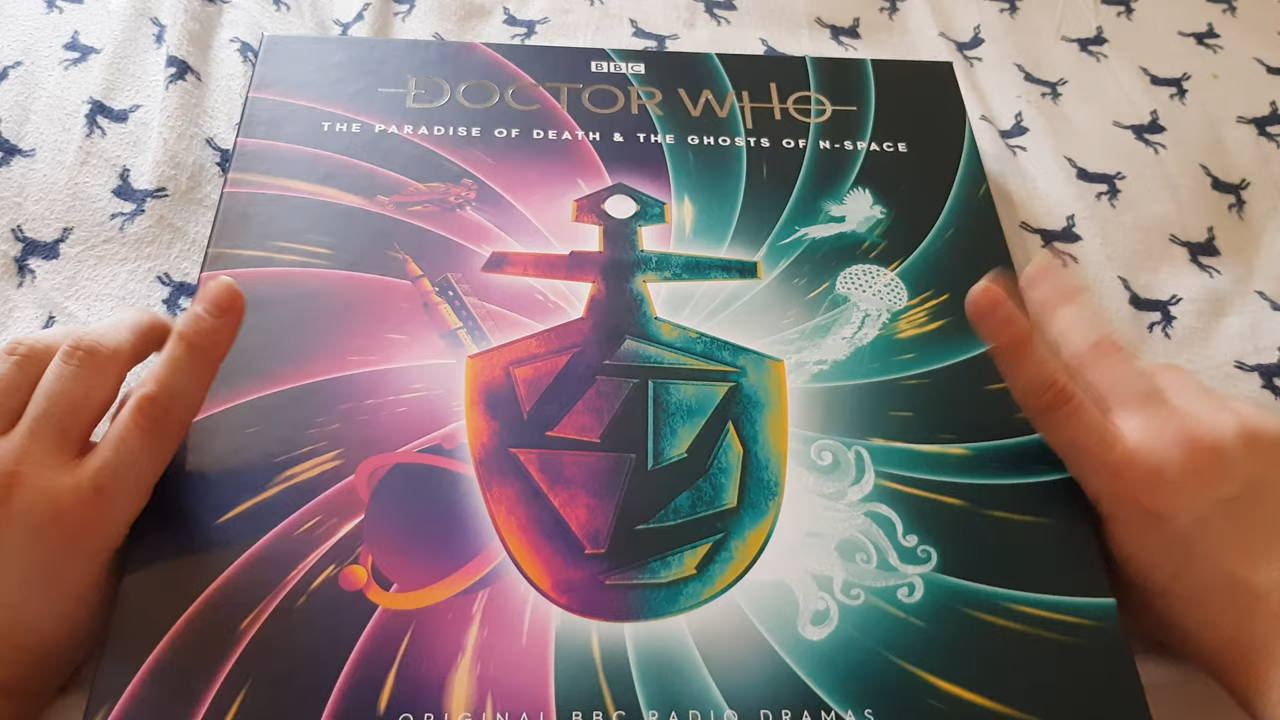 BBC
DOCTOR WHO
THE PARADISE OF DEATH & THE GHOSTS OF N-SPACE
ORIGINAL BBC RADIO DRAMAS